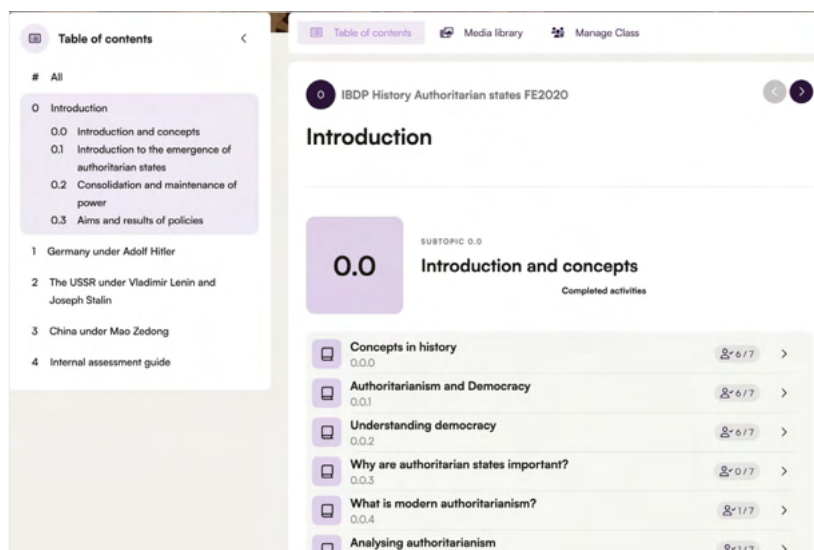 Table of contents
# All
0 Introduction
0.0 Introduction and concepts
0.1 Introduction to the emergence of
authoritarian states
0.2 Consolidation and maintenance of
power
0.3 Aims and results of policies
1 Germany under Adolf Hitler
2 The USSR under Vladimir Lenin and
Joseph Stalin
3 China under Mao Zedong
4 Internal assessment guide
Table of contents Media library Manage Class
0 IBDP History Authoritarian states FE2020
Introduction
0.0
SUBTOPIC 0.0
Introduction and concepts
Completed activities
Concepts in history
0.0.0
6/7
Authoritarianism and Democracy
0.0.1
6/7
Understanding democracy
0.0.2
6/7
Why are authoritarian states important?
0.0.3
0/7
What is modern authoritarianism?
0.0.4
1/7
Analysing authoritarianism
1/7